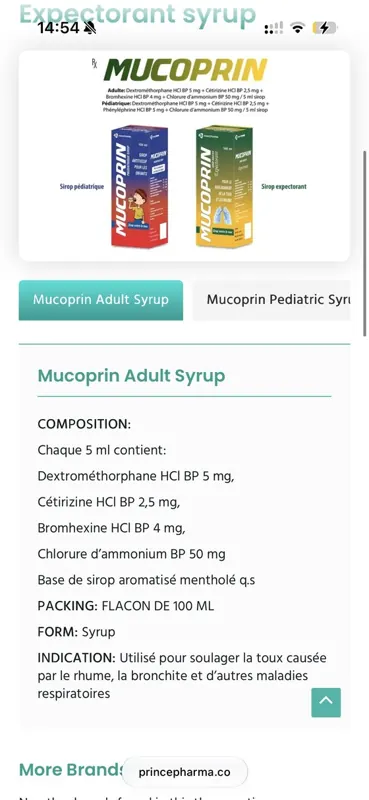 Expectorant syrup
14:54
Rx MUCOPRIN
Adulte: Dextrométhorphane HCl BP 5 mg + Cétirizine HCl BP 2,5 mg +
Bromhexine HCl BP 4 mg + Chlorure d'ammonium BP 50 mg / 5 ml sirop
Pédiatrique: Dextrométhorphane HCl BP 5 mg + Cétirizine HCl BP 2,5 mg +
Phényléphrine HCl BP 5 mg + Chlorure d'ammonium BP 50 mg / 5 ml sirop
Sirop pédiatrique
MUCOPRIN
MUCOPRIN
Sirop expectorant
Mucoprin Adult Syrup
Mucoprin Pediatric Syru
Mucoprin Adult Syrup
COMPOSITION:
Chaque 5 ml contient:
Dextrométhorphane HCl BP 5 mg,
Cétirizine HCl BP 2,5 mg,
Bromhexine HCl BP 4 mg,
Chlorure d'ammonium BP 50 mg
Base de sirop aromatisé mentholé q.s
PACKING: FLACON DE 100 ML
FORM: Syrup
INDICATION: Utilisé pour soulager la toux causée
par le rhume, la bronchite et d'autres maladies
respiratoires
More Brands
princepharma.co